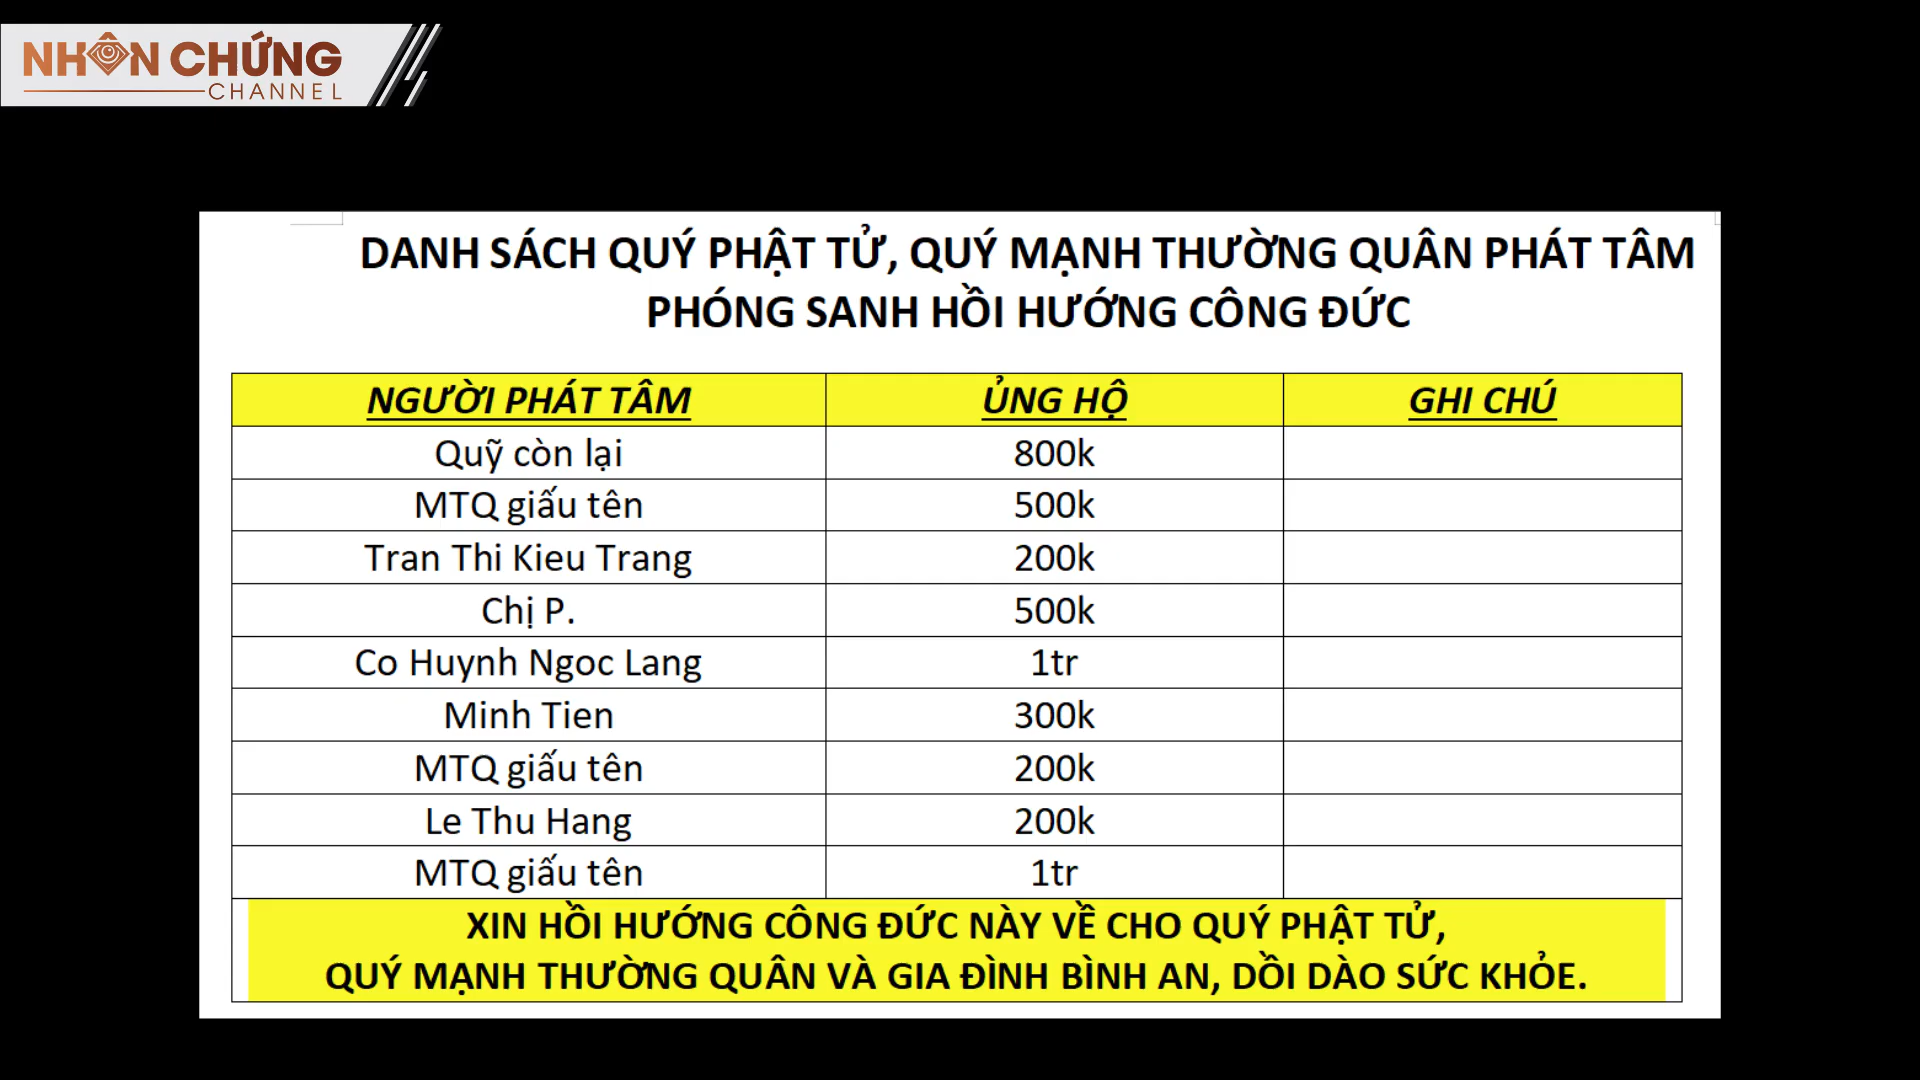 NHÂN CHỨNG
CHANNEL
DANH SÁCH QUÝ PHẬT TỬ, QUÝ MẠNH THƯỜNG QUÂN PHÁT TÂM
PHÓNG SANH HỒI HƯỚNG CÔNG ĐỨC
NGƯỜI PHÁT TÂM ỦNG HỘ GHI CHÚ
Quỹ còn lại 800k
MTQ giấu tên 500k
Tran Thi Kieu Trang 200k
Chị P. 500k
Co Huynh Ngoc Lang 1tr
Minh Tien 300k
MTQ giấu tên 200k
Le Thu Hang 200k
MTQ giấu tên 1tr
XIN HỒI HƯỚNG CÔNG ĐỨC NÀY VỀ CHO QUÝ PHẬT TỬ,
QUÝ MẠNH THƯỜNG QUÂN VÀ GIA ĐÌNH BÌNH AN, DỒI DÀO SỨC KHỎE.